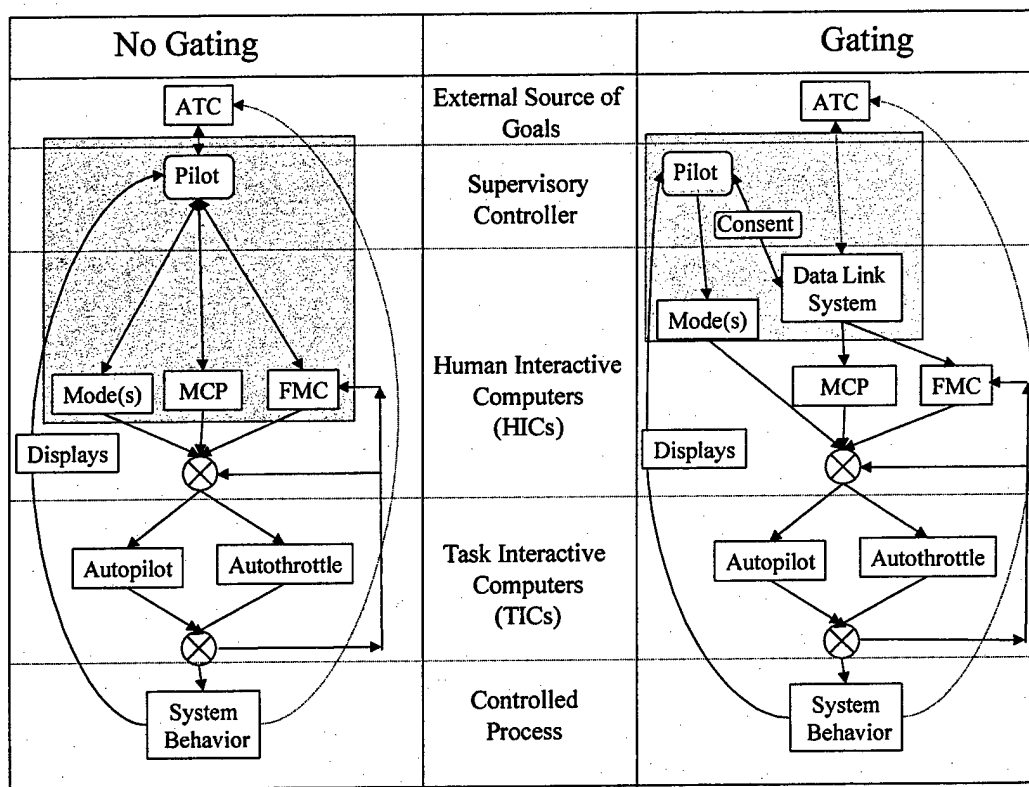 No Gating
Gating
ATC
External Source of
Goals
ATC
Pilot
Supervisory
Controller
Pilot
Consent
Data Link
System
Mode(s)
MCP
FMC
Human Interactive
Computers
(HICs)
Mode(s)
MCP
FMC
Displays
Displays
Autopilot
Autothrottle
Task Interactive
Computers
(TICs)
Autopilot
Autothrottle
System
Behavior
Controlled
Process
System
Behavior